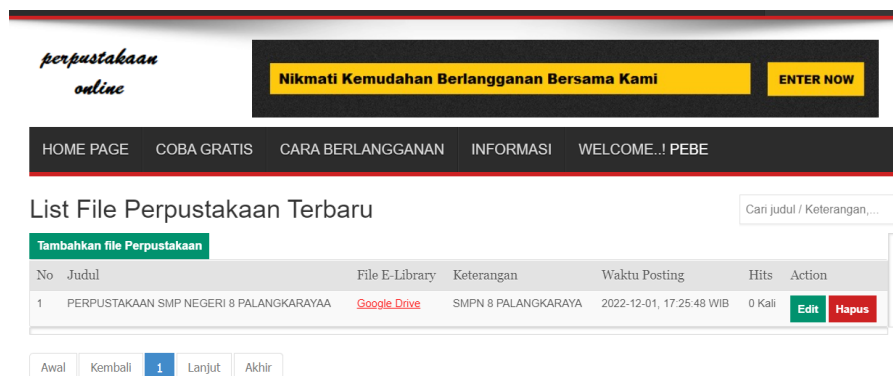 perpustakaan
online
Nikmati Kemudahan Berlangganan Bersama Kami ENTER NOW
HOME PAGE COBA GRATIS CARA BERLANGGANAN INFORMASI WELCOME..! PEBE
List File Perpustakaan Terbaru Cari judul / Keterangan,...
Tambahkan file Perpustakaan
No Judul File E-Library Keterangan Waktu Posting Hits Action
1 PERPUSTAKAAN SMP NEGERI 8 PALANGKARAYAA Google Drive SMPN 8 PALANGKARAYA 2022-12-01, 17:25:48 WIB 0 Kali Edit Hapus
Awal Kembali 1 Lanjut Akhir